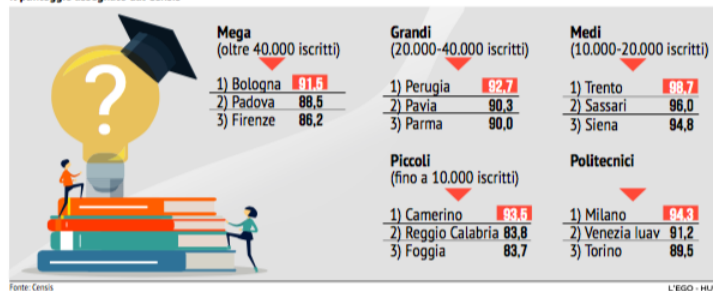 Mega
(oltre 40.000 iscritti)
1) Bologna 91,5
2) Padova 88,5
3) Firenze 86,2
Grandi
(20.000-40.000 iscritti)
1) Perugia 92,7
2) Pavia 90,3
3) Parma 90,0
Medi
(10.000-20.000 iscritti)
1) Trento 98,7
2) Sassari 96,0
3) Siena 94,8
Piccoli
(fino a 10.000 iscritti)
1) Camerino 93,5
2) Reggio Calabria 83,8
3) Foggia 83,7
Politecnici
1) Milano 94,3
2) Venezia Iuav 91,2
3) Torino 89,5
?
Fonte: Censis
L'EGO - HU